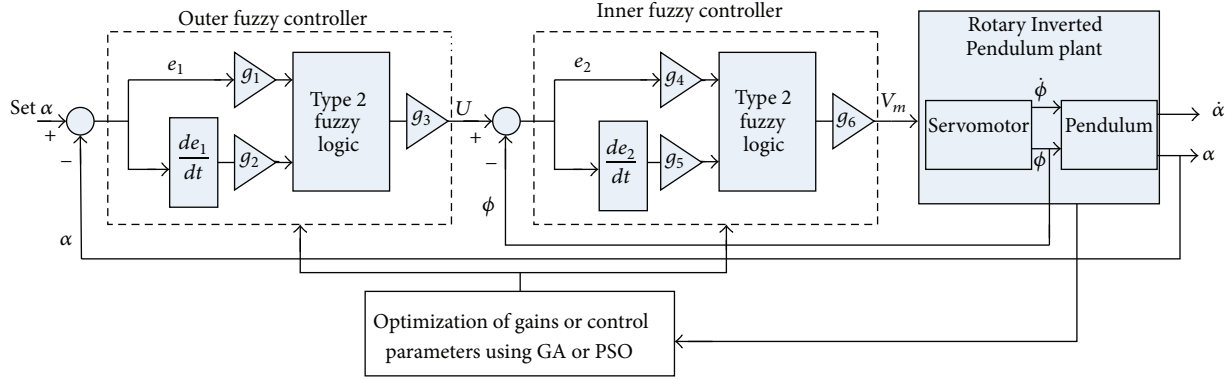 Outer fuzzy controller
Inner fuzzy controller
Rotary Inverted
Pendulum plant
Set α
+
−
α
e₁
de₁
dt
g₁
g₂
Type 2
fuzzy
logic
g₃
U
+
−
ϕ
e₂
de₂
dt
g₄
g₅
Type 2
fuzzy
logic
g₆
Vₘ
Servomotor
ϕ̇
ϕ
Pendulum
α̇
α
Optimization of gains or control
parameters using GA or PSO